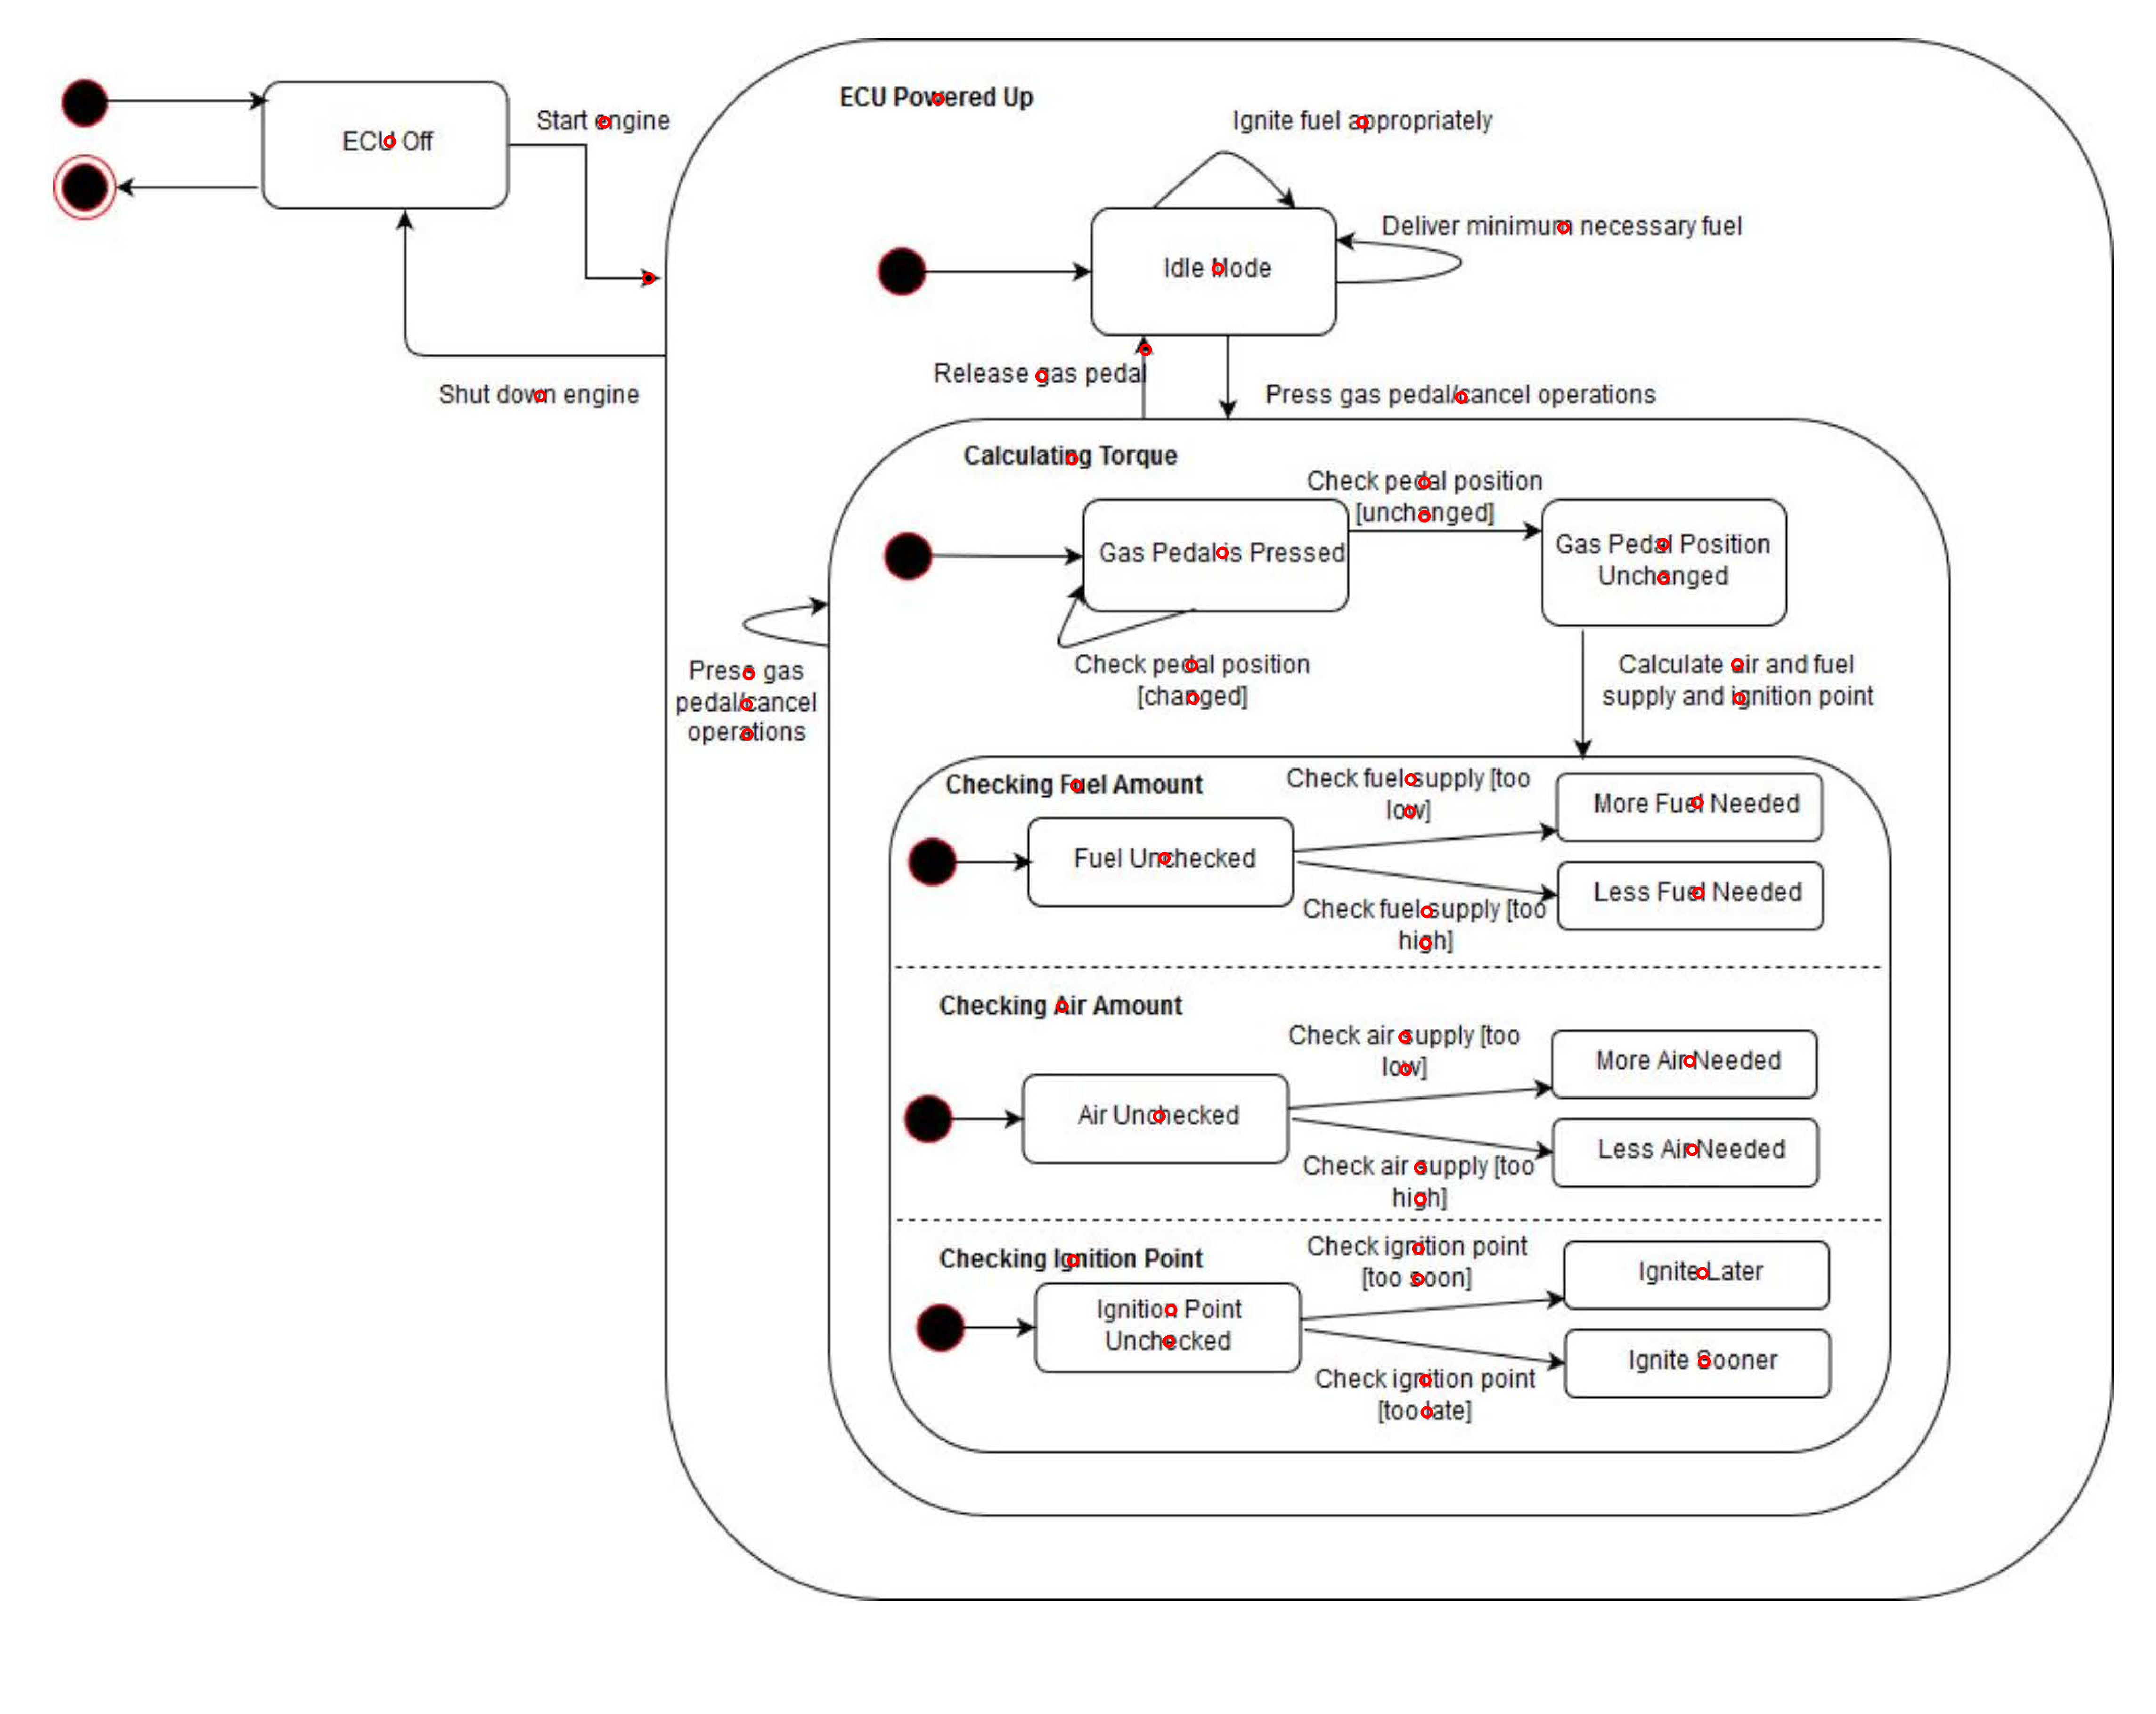 ECU Powered Up
Start engine
Ignite fuel appropriately
ECU Off
Deliver minimum necessary fuel
Idle Mode
Release gas pedal
Shut down engine
Press gas pedal/cancel operations
Calculating Torque
Check pedal position
[unchanged]
Gas Pedal is Pressed
Gas Pedal Position
Unchanged
Check pedal position
[changed]
Calculate air and fuel
supply and ignition point
Press gas
pedal/cancel
operations
Checking Fuel Amount
Check fuel supply [too
low]
More Fuel Needed
Fuel Unchecked
Less Fuel Needed
Check fuel supply [too
high]
Checking Air Amount
Check air supply [too
low]
More Air Needed
Air Unchecked
Less Air Needed
Check air supply [too
high]
Checking Ignition Point
Check ignition point
[too soon]
Ignite Later
Ignition Point
Unchecked
Ignite Sooner
Check ignition point
[too late]